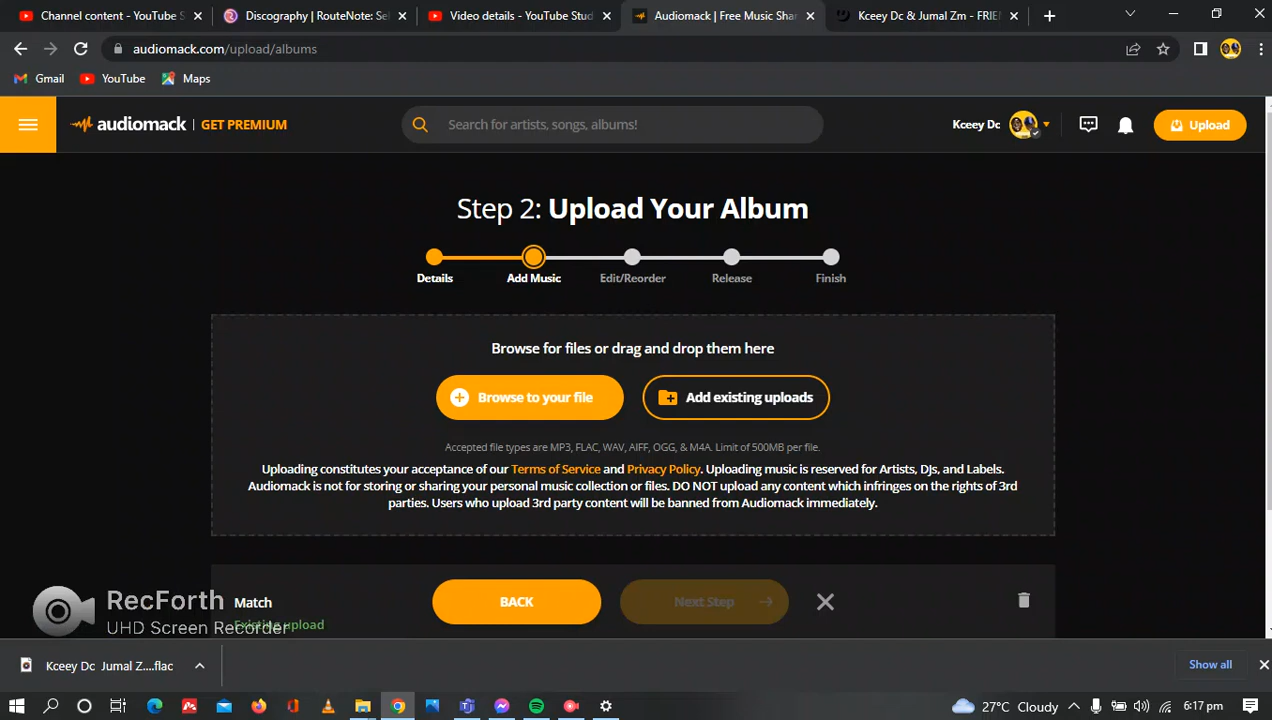 Channel content - YouTube S
Discography | RouteNote: Sel
Video details - YouTube Stud
Audiomack | Free Music Shar
Kceey Dc & Jumal Zm - FRIEN
audiomack.com/upload/albums
Gmail
YouTube
Maps
audiomack
GET PREMIUM
Search for artists, songs, albums!
Kceey Dc
Upload
Step 2: Upload Your Album
Details
Add Music
Edit/Reorder
Release
Finish
Browse for files or drag and drop them here
Browse to your file
Add existing uploads
Accepted file types are MP3, FLAC, WAV, AIFF, OGG, & M4A. Limit of 500MB per file.
Uploading constitutes your acceptance of our Terms of Service and Privacy Policy. Uploading music is reserved for Artists, DJs, and Labels.
Audiomack is not for storing or sharing your personal music collection or files. DO NOT upload any content which infringes on the rights of 3rd
parties. Users who upload 3rd party content will be banned from Audiomack immediately.
RecForth
UHD Screen Recorder
Match
Existing upload
BACK
Next Step
Kceey Dc Jumal Z....flac
Show all
27°C Cloudy
6:17 pm